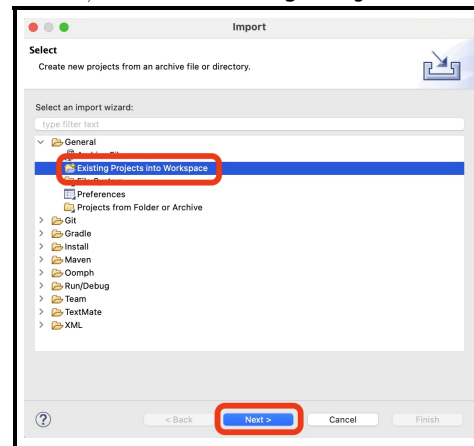 Import
Select
Create new projects from an archive file or directory.
Select an import wizard:
type filter text
General
Existing Projects into Workspace
Preferences
Projects from Folder or Archive
Git
Gradle
Install
Maven
Oomph
Run/Debug
Team
TextMate
XML
?
< Back
Next >
Cancel
Finish